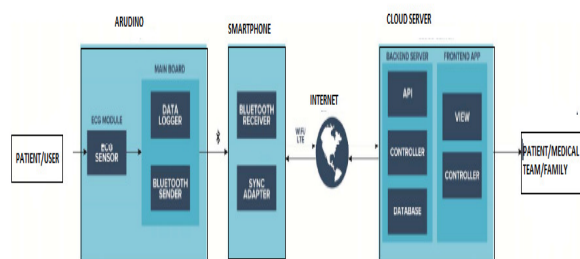 ARUDINO
SMARTPHONE
CLOUD SERVER
MAIN BOARD
BACKEND SERVER
FRONTEND APP
ECG MODULE
DATA
LOGGER
BLUETOOTH
RECEIVER
INTERNET
API
VIEW
WIFI/
LTE
PATIENT/USER
ECG
SENSOR
CONTROLLER
PATIENT/MEDICAL
TEAM/FAMILY
BLUETOOTH
SENDER
SYNC
ADAPTER
CONTROLLER
DATABASE